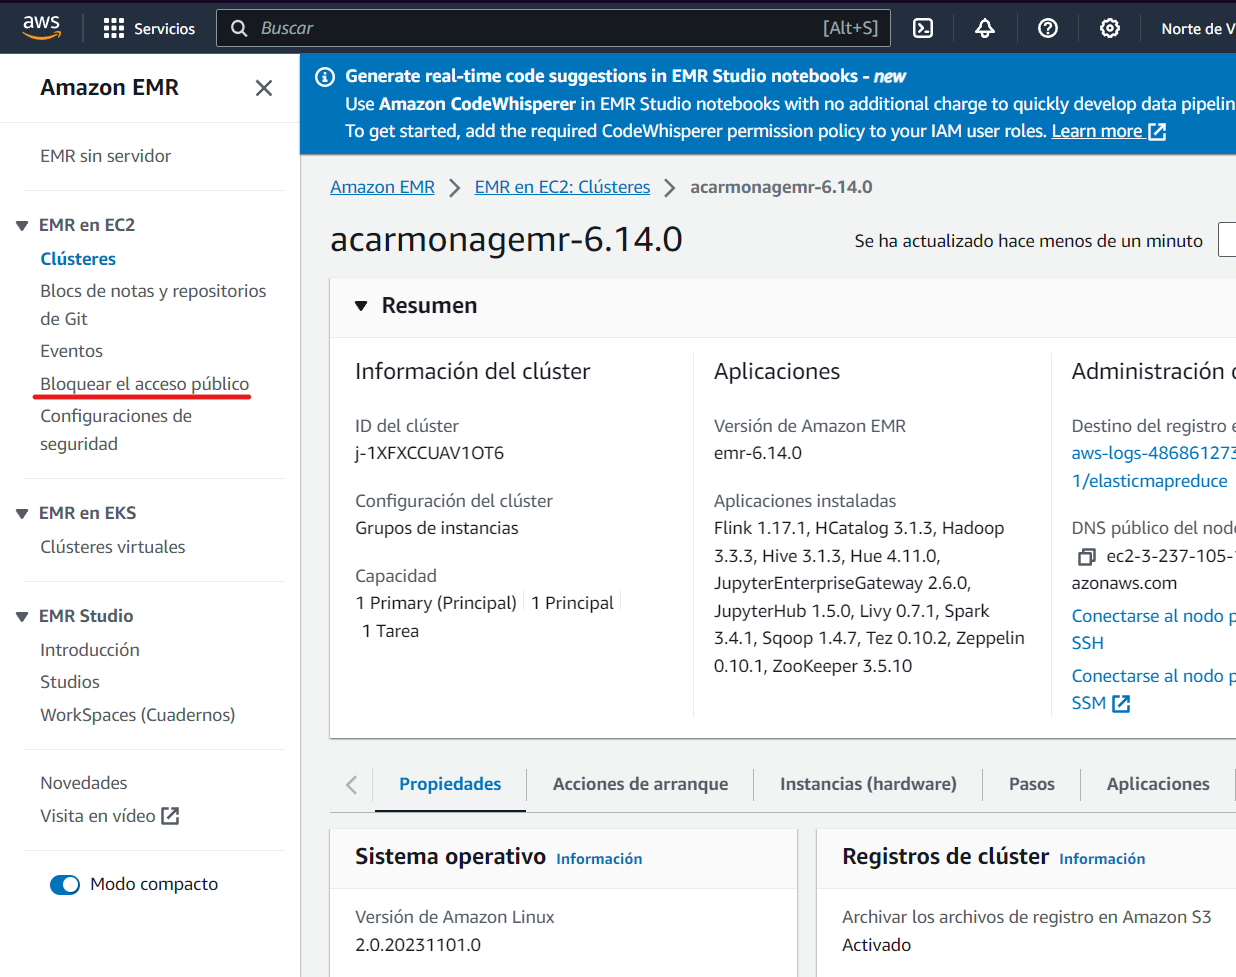 aws
Servicios
Buscar
[Alt+S]
Norte de V
Amazon EMR
EMR sin servidor
EMR en EC2
Clústeres
Blocs de notas y repositorios
de Git
Eventos
Bloquear el acceso público
Configuraciones de
seguridad
EMR en EKS
Clústeres virtuales
EMR Studio
Introducción
Studios
WorkSpaces (Cuadernos)
Novedades
Visita en vídeo
Modo compacto
Generate real-time code suggestions in EMR Studio notebooks - new
Use Amazon CodeWhisperer in EMR Studio notebooks with no additional charge to quickly develop data pipelin
To get started, add the required CodeWhisperer permission policy to your IAM user roles. Learn more
Amazon EMR > EMR en EC2: Clústeres > acarmonagemr-6.14.0
acarmonagemr-6.14.0
Se ha actualizado hace menos de un minuto
Resumen
Información del clúster
ID del clúster
j-1XFXCCUAV1OT6
Configuración del clúster
Grupos de instancias
Capacidad
1 Primary (Principal) | 1 Principal
1 Tarea
Aplicaciones
Versión de Amazon EMR
emr-6.14.0
Aplicaciones instaladas
Flink 1.17.1, HCatalog 3.1.3, Hadoop
3.3.3, Hive 3.1.3, Hue 4.11.0,
JupyterEnterpriseGateway 2.6.0,
JupyterHub 1.5.0, Livy 0.7.1, Spark
3.4.1, Sqoop 1.4.7, Tez 0.10.2, Zeppelin
0.10.1, ZooKeeper 3.5.10
Administración
Destino del registro
aws-logs-486861273
1/elasticmapreduce
DNS público del nod
ec2-3-237-105-
azonaws.com
Conectarse al nodo p
SSH
Conectarse al nodo p
SSM
Propiedades
Acciones de arranque
Instancias (hardware)
Pasos
Aplicaciones
Sistema operativo Información
Versión de Amazon Linux
2.0.20231101.0
Registros de clúster Información
Archivar los archivos de registro en Amazon S3
Activado